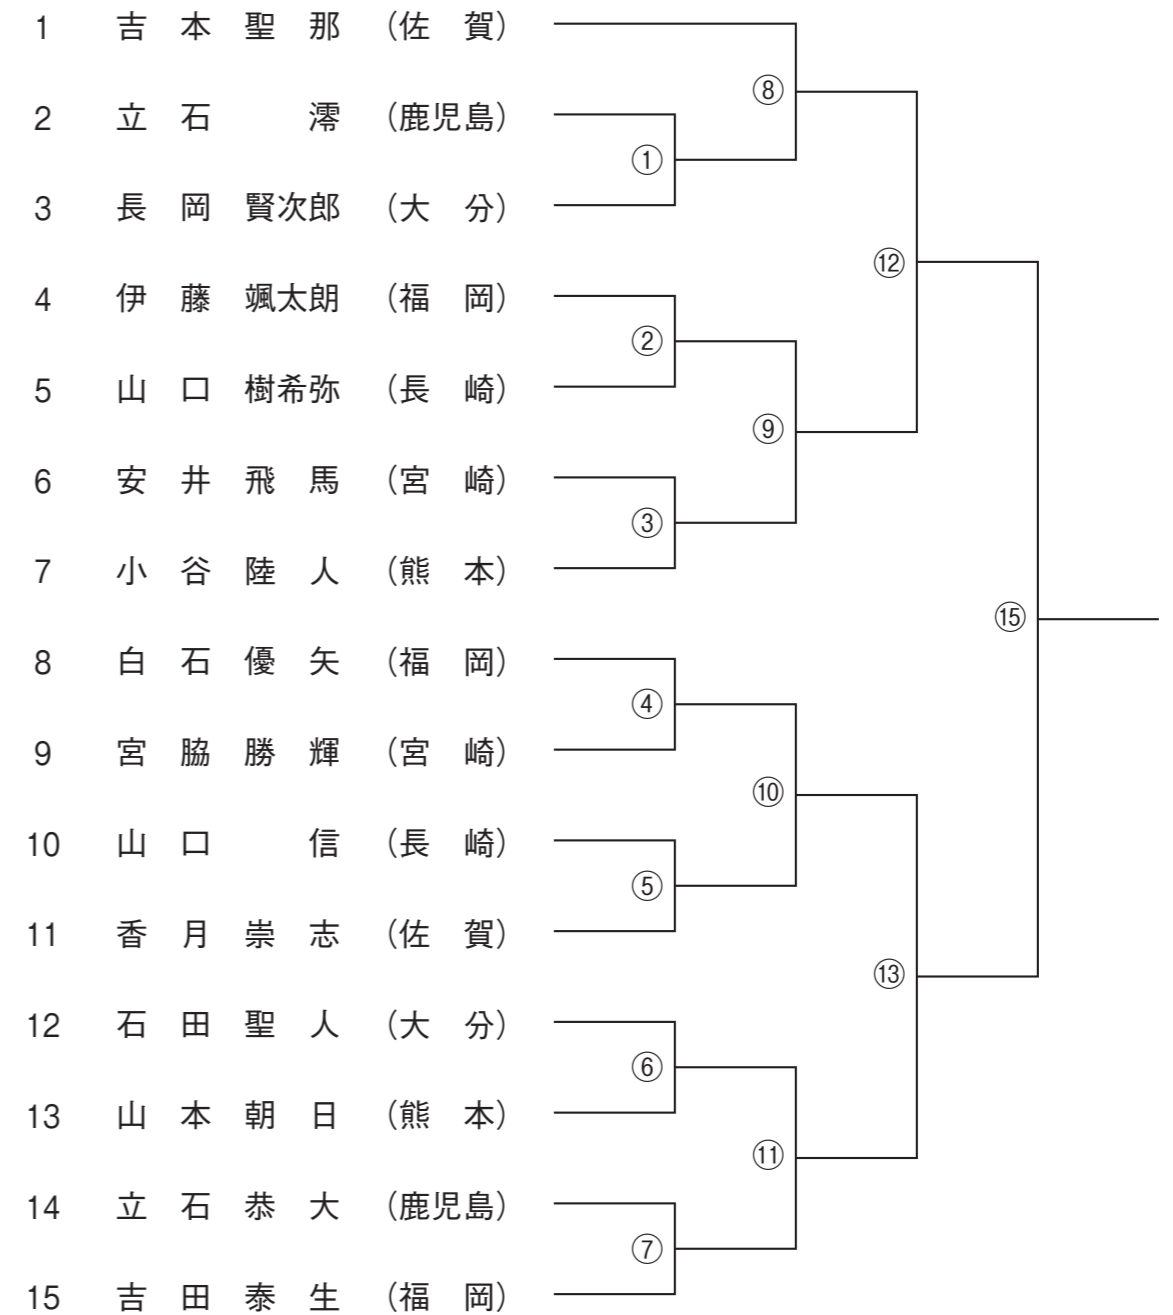 1 吉本聖那 （佐賀）
2 立石澪 （鹿児島）
3 長岡賢次郎 （大分）
4 伊藤颯太朗 （福岡）
5 山口樹希弥 （長崎）
6 安井飛馬 （宮崎）
7 小谷陸人 （熊本）
8 白石優矢 （福岡）
9 宮脇勝輝 （宮崎）
10 山口信 （長崎）
11 香月崇志 （佐賀）
12 石田聖人 （大分）
13 山本朝日 （熊本）
14 立石恭大 （鹿児島）
15 吉田泰生 （福岡）
①
②
③
④
⑤
⑥
⑦
⑧
⑨
⑩
⑪
⑫
⑬
⑮